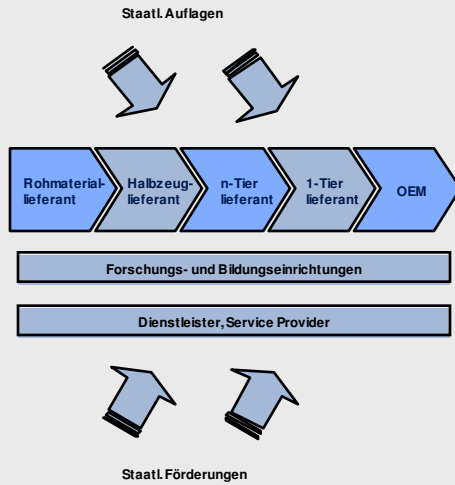 Staatl. Auflagen
Rohmaterial-
lieferant
Halbzeug-
lieferant
n-Tier
lieferant
1-Tier
lieferant
OEM
Forschungs- und Bildungseinrichtungen
Dienstleister, Service Provider
Staatl. Förderungen